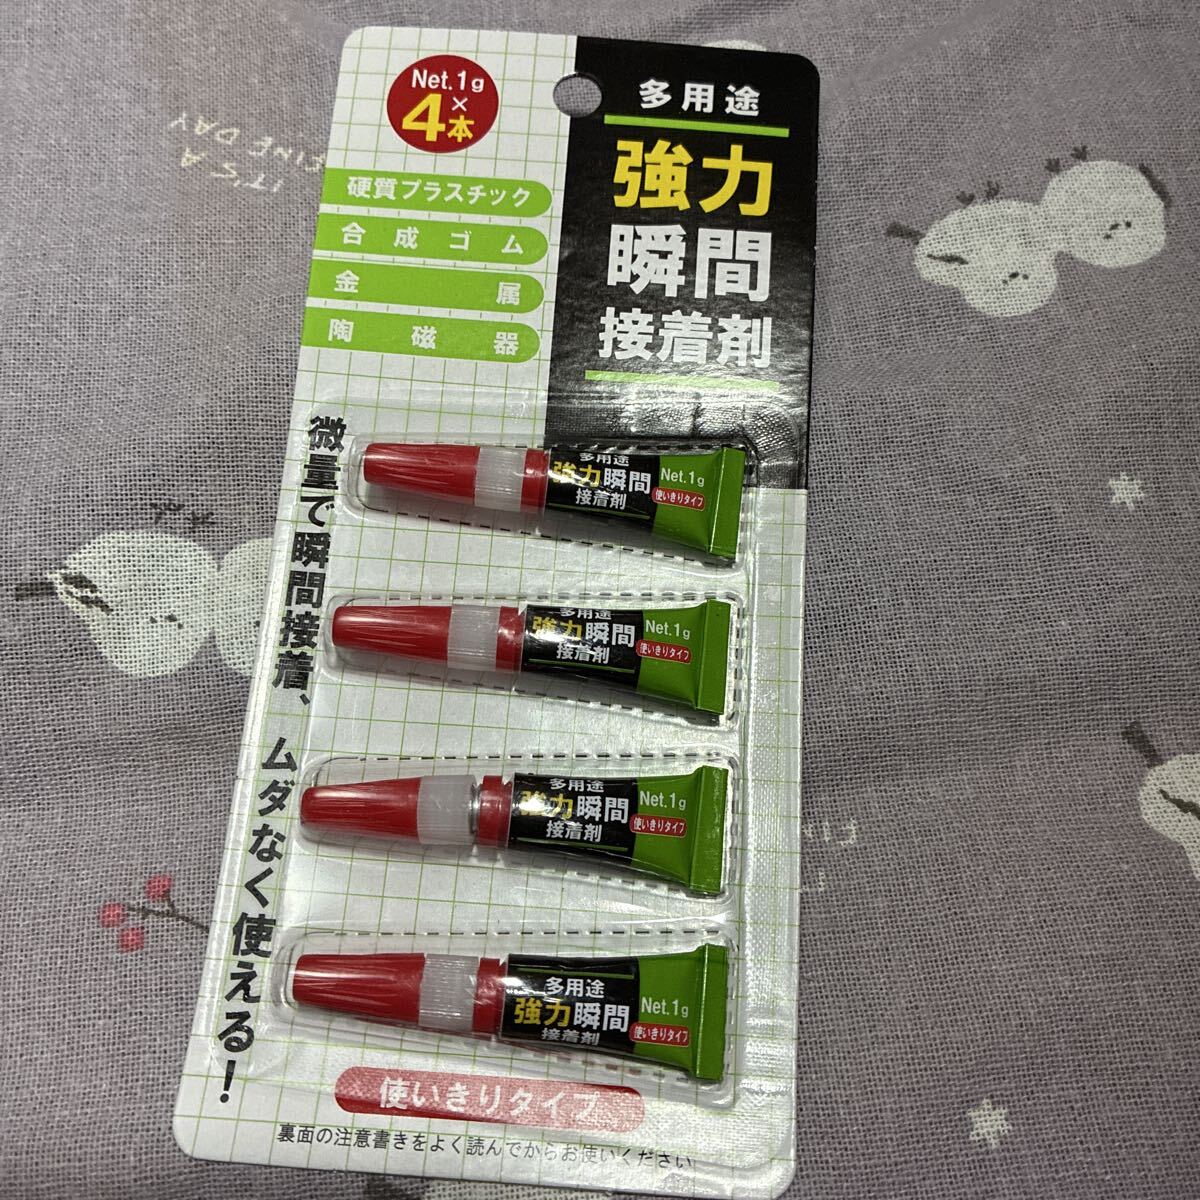 Net.1g
×
4本
多用途
強力
瞬間
接着剤
硬質プラスチック
合成ゴム
金属
陶磁器
微量で瞬間接着、
ムダなく使える!
多用途
強力瞬間
接着剤
Net.1g
使いきりタイプ
多用途
強力瞬間
接着剤
Net.1g
使いきりタイプ
多用途
強力瞬間
接着剤
Net.1g
使いきりタイプ
多用途
強力瞬間
接着剤
Net.1g
使いきりタイプ
使いきりタイプ
裏面の注意書きをよく読んでからお使いください
IT'S A
DAY